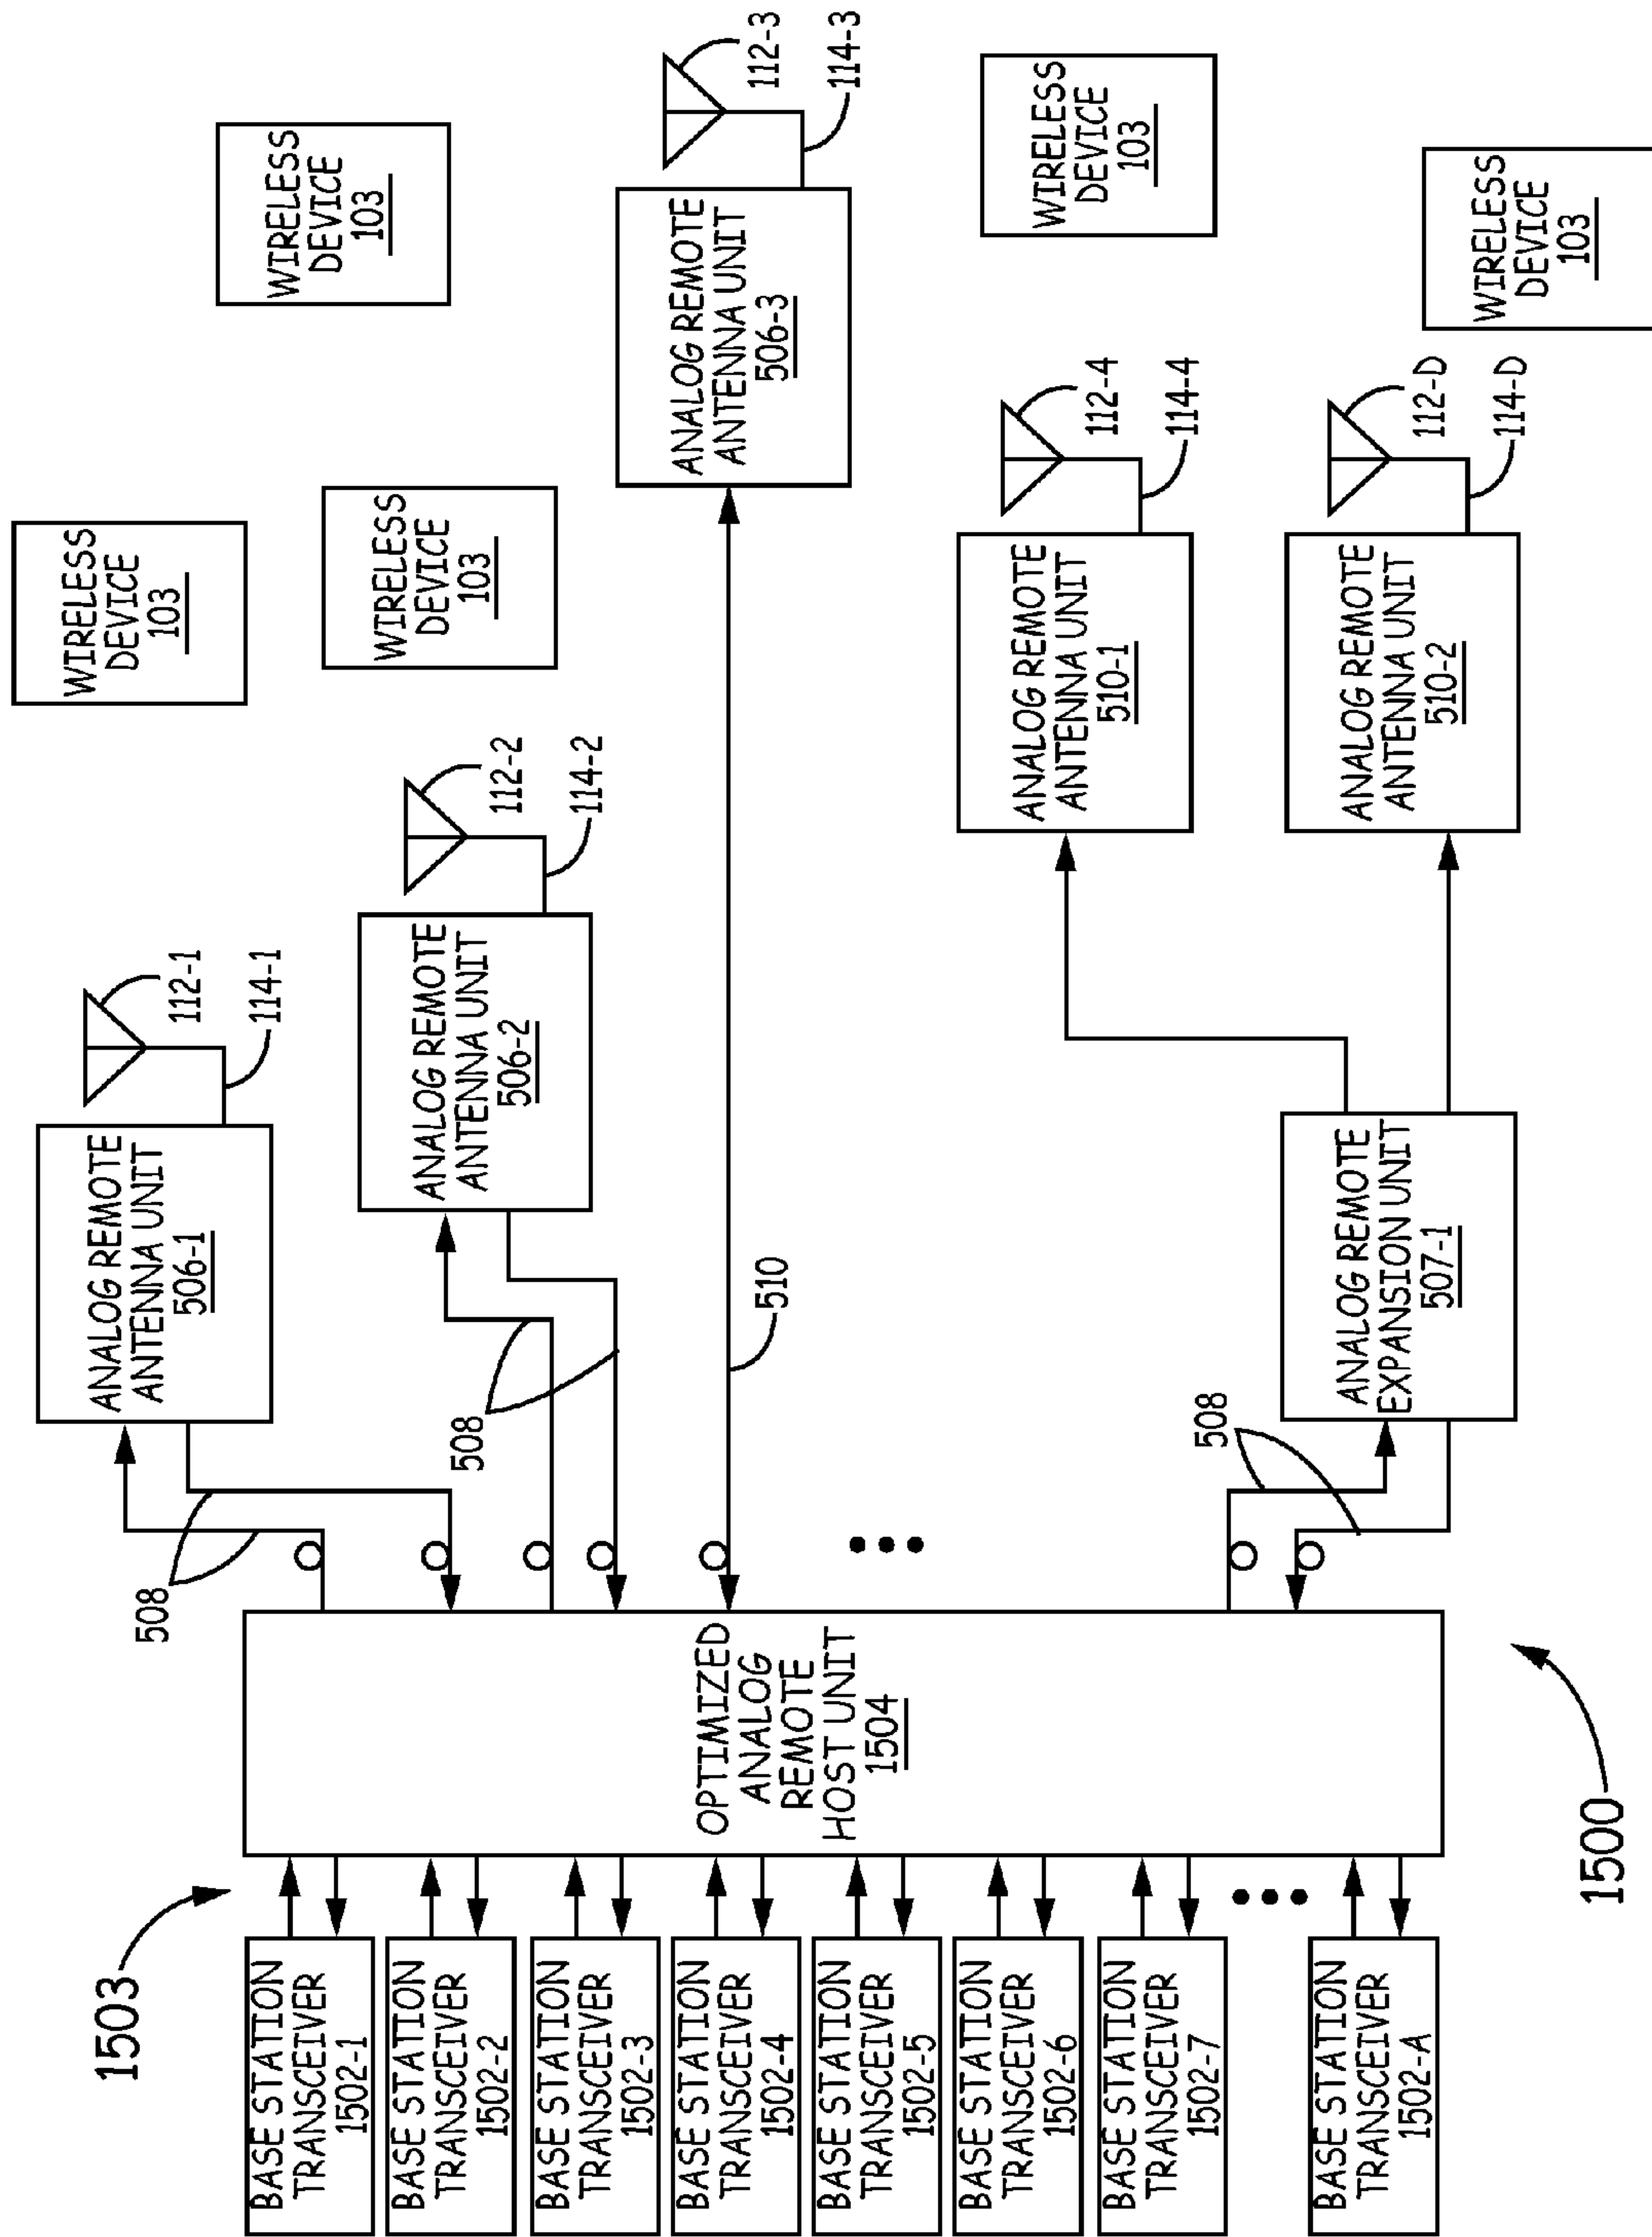 1503
BASE STATION
TRANSCEIVER
1502-1
BASE STATION
TRANSCEIVER
1502-2
BASE STATION
TRANSCEIVER
1502-3
BASE STATION
TRANSCEIVER
1502-4
BASE STATION
TRANSCEIVER
1502-5
BASE STATION
TRANSCEIVER
1502-6
BASE STATION
TRANSCEIVER
1502-7
BASE STATION
TRANSCEIVER
1502-A
OPTIMIZED
ANALOG
REMOTE
HOST UNIT
1504
1500
508
ANALOG REMOTE
ANTENNA UNIT
506-1
112-1
114-1
508
ANALOG REMOTE
ANTENNA UNIT
506-2
112-2
114-2
510
ANALOG REMOTE
ANTENNA UNIT
506-3
112-3
114-3
508
ANALOG REMOTE
EXPANSION UNIT
507-1
ANALOG REMOTE
ANTENNA UNIT
510-1
112-4
114-4
ANALOG REMOTE
ANTENNA UNIT
510-2
112-D
114-D
WIRELESS
DEVICE
103
WIRELESS
DEVICE
103
WIRELESS
DEVICE
103
WIRELESS
DEVICE
103
WIRELESS
DEVICE
103